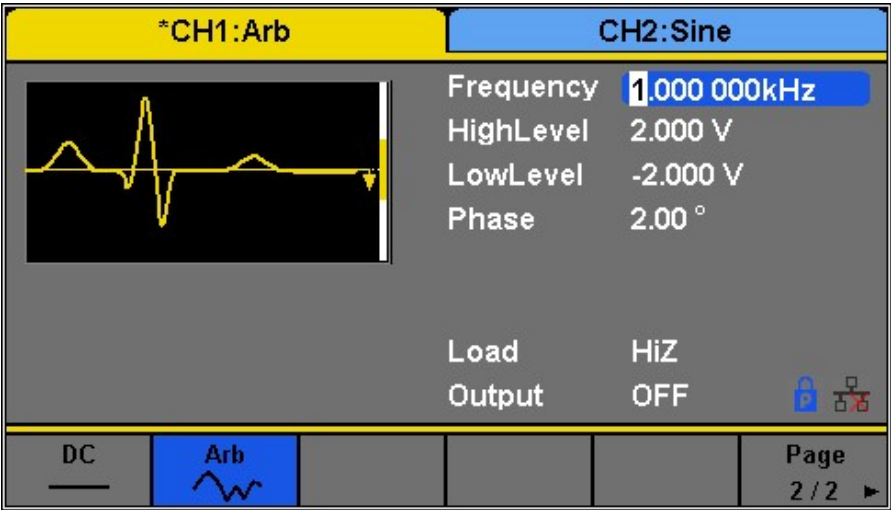 *CH1:Arb CH2:Sine
Frequency 1.000 000kHz
HighLevel 2.000 V
LowLevel -2.000 V
Phase 2.00 °
Load HiZ
Output OFF
P
DC Arb Page
2 / 2 ►